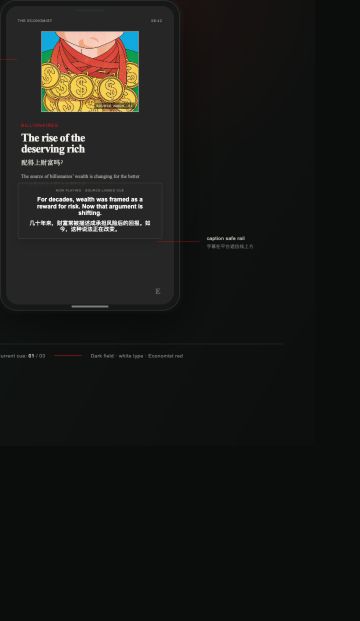 THE ECONOMIST
BILLIONAIRES
The rise of the
deserving rich
配得上财富吗?
The source of billionaires' wealth is changing for the better
NOW PLAYING · SOURCE-LINKED CUE
For decades, wealth was framed as a
reward for risk. Now that argument is
shifting.
几十年来，财富常被描述成承担风险后的回报。如
今，这种说法正在改变。
E
caption safe rail
字幕在平台遮挡线上方
urrent cue: 01 / 03
Dark field · white type · Economist red